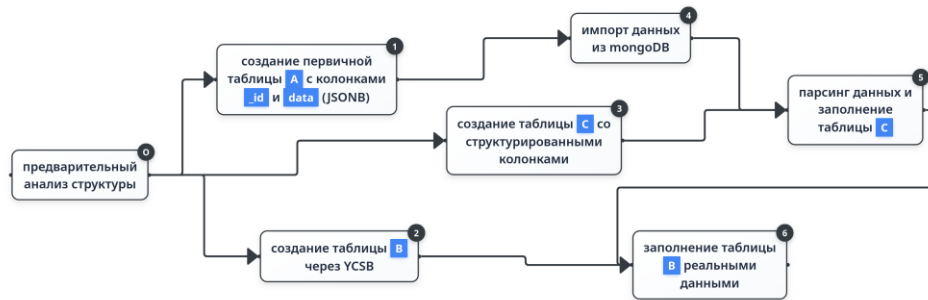 0
предварительный
анализ структуры
1
создание первичной
таблицы A с колонками
_id и data (JSONB)
2
создание таблицы B
через YCSB
3
создание таблицы C со
структурированными
колонками
4
импорт данных
из mongoDB
5
парсинг данных и
заполнение
таблицы C
6
заполнение таблицы
B реальными
данными